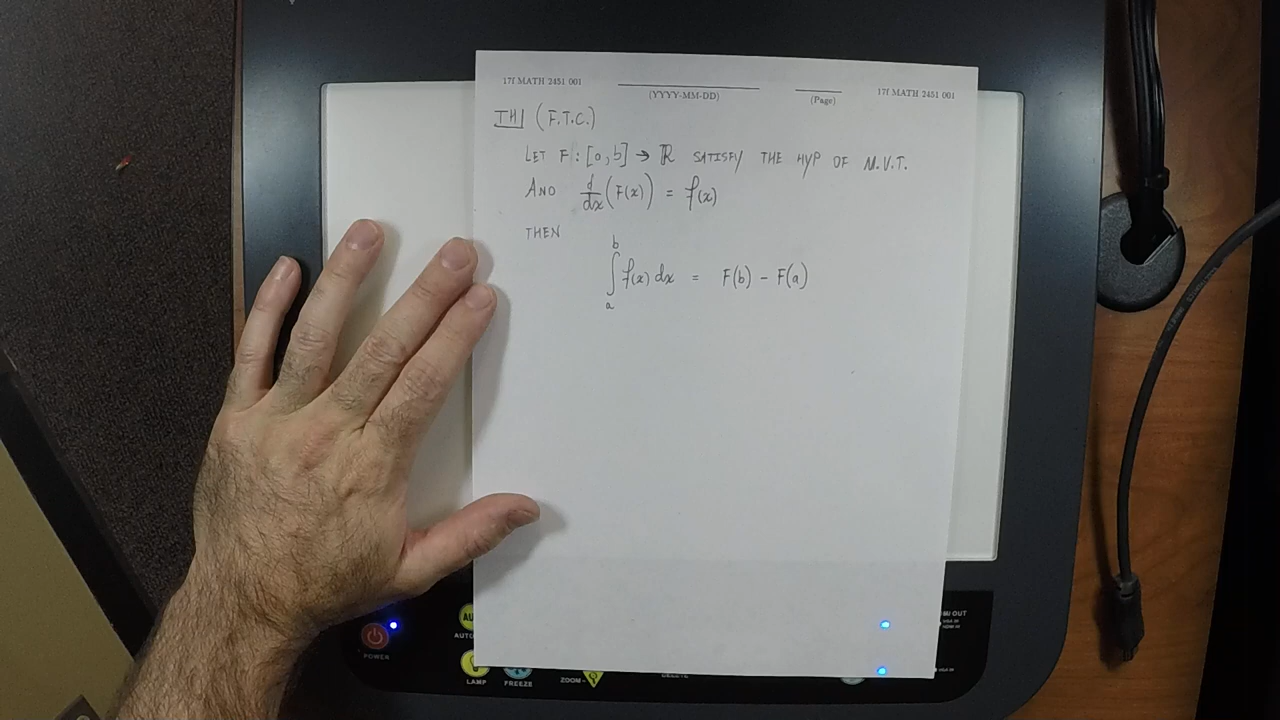 17f MATH 2451 001 (YYYY-MM-DD) (Page) 17f MATH 2451 001
TH (F.T.C.)
LET F : [a,b] → ℝ SATISFY THE HYP OF M.V.T.
AND d/dx (F(x)) = f(x)
THEN
∫_a^b f(x) dx = F(b) - F(a)
POWER
LAMP
FREEZE
ZOOM-